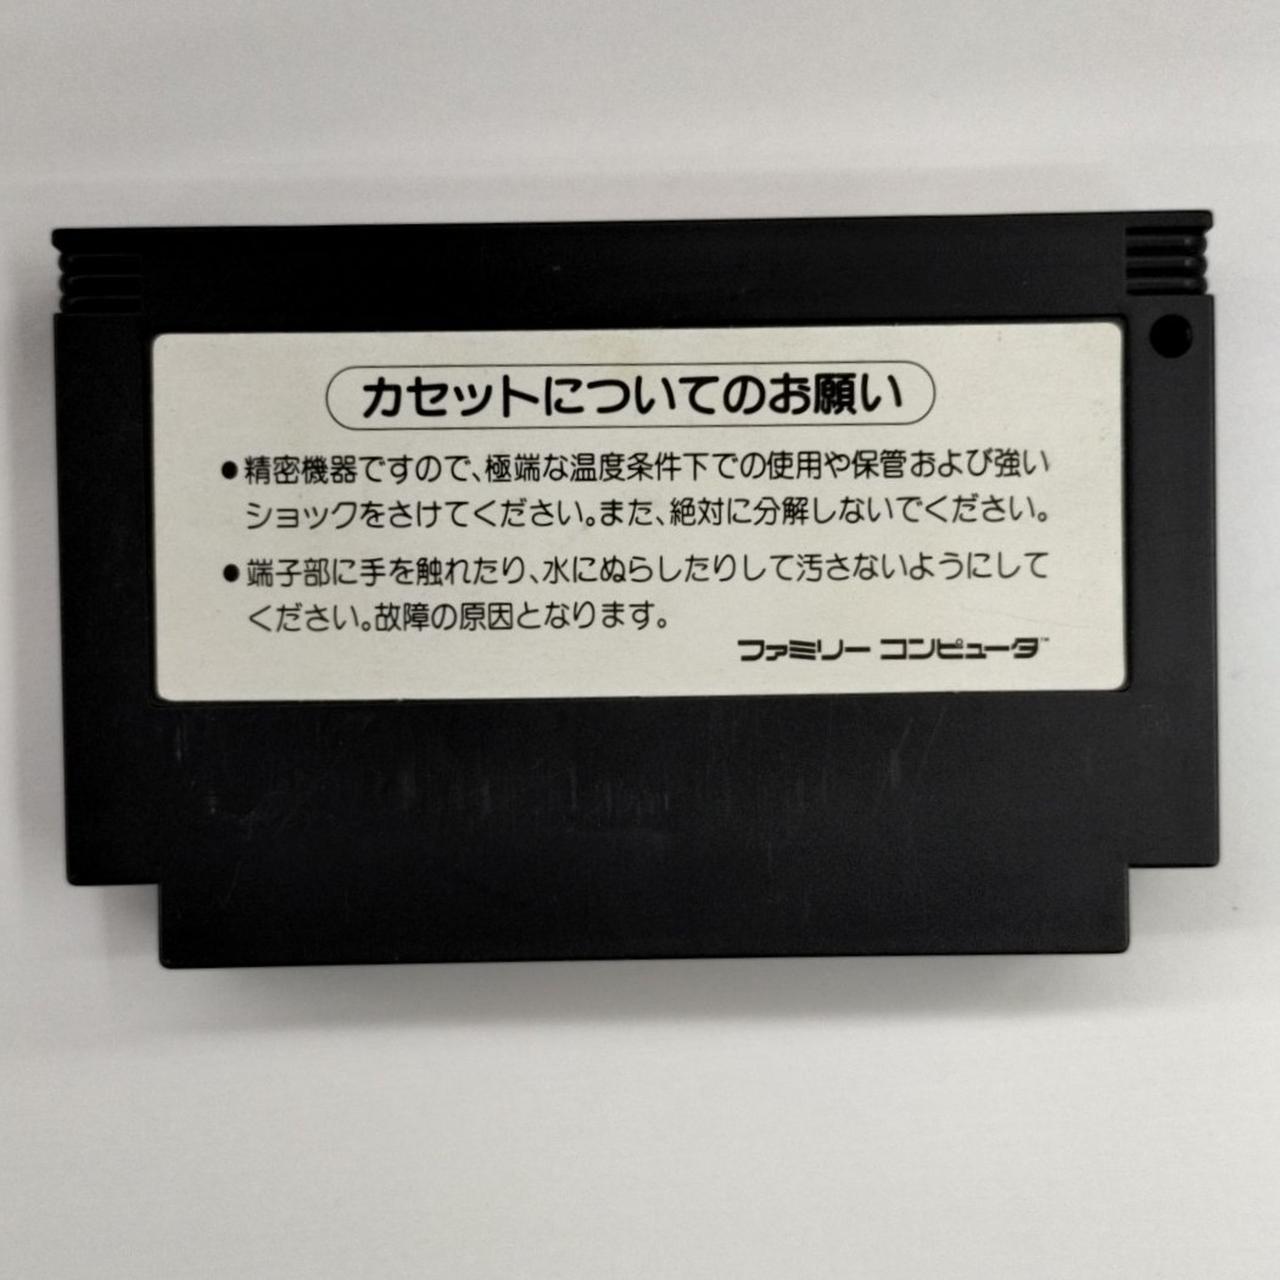 カセットについてのお願い
●精密機器ですので、極端な温度条件下での使用や保管および強い
ショックをさけてください。また、絶対に分解しないでください。
●端子部に手を触れたり、水にぬらしたりして汚さないようにして
ください。故障の原因となります。
ファミリー コンピュータ™